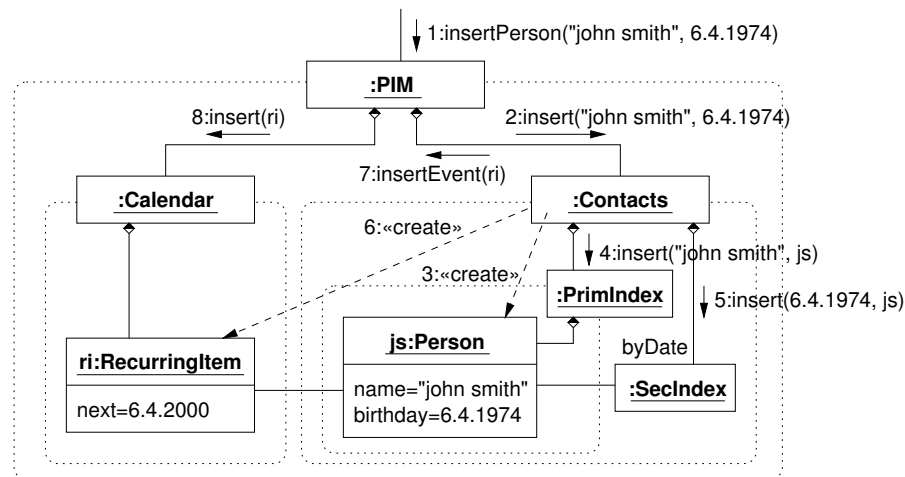 1:insertPerson("john smith", 6.4.1974)
:PIM
8:insert(ri)
2:insert("john smith", 6.4.1974)
7:insertEvent(ri)
:Calendar
:Contacts
6:«create»
4:insert("john smith", js)
3:«create»
:PrimIndex
5:insert(6.4.1974, js)
js:Person
byDate
ri:RecurringItem
:SecIndex
name="john smith"
next=6.4.2000
birthday=6.4.1974